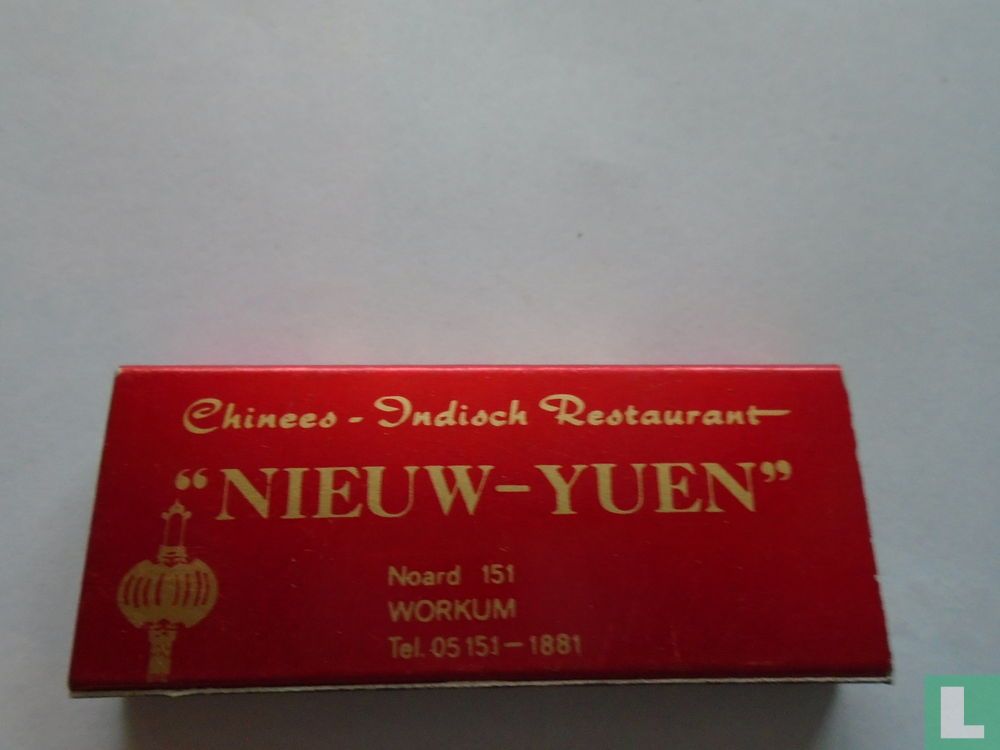 Chinees - Indisch Restaurant
“NIEUW-YUEN”
Noard 151
WORKUM
Tel. 05151-1881
L